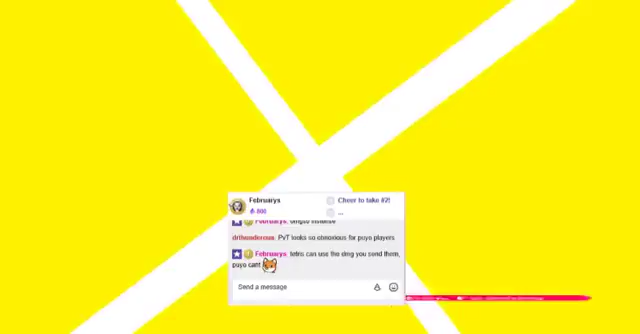 Februarys
Cheer to take #2!
800
...
Februarys:
PvT looks so obnoxious for puyo players
Februarys: tetris can use the dmg you send them,
puyo cant
Send a message